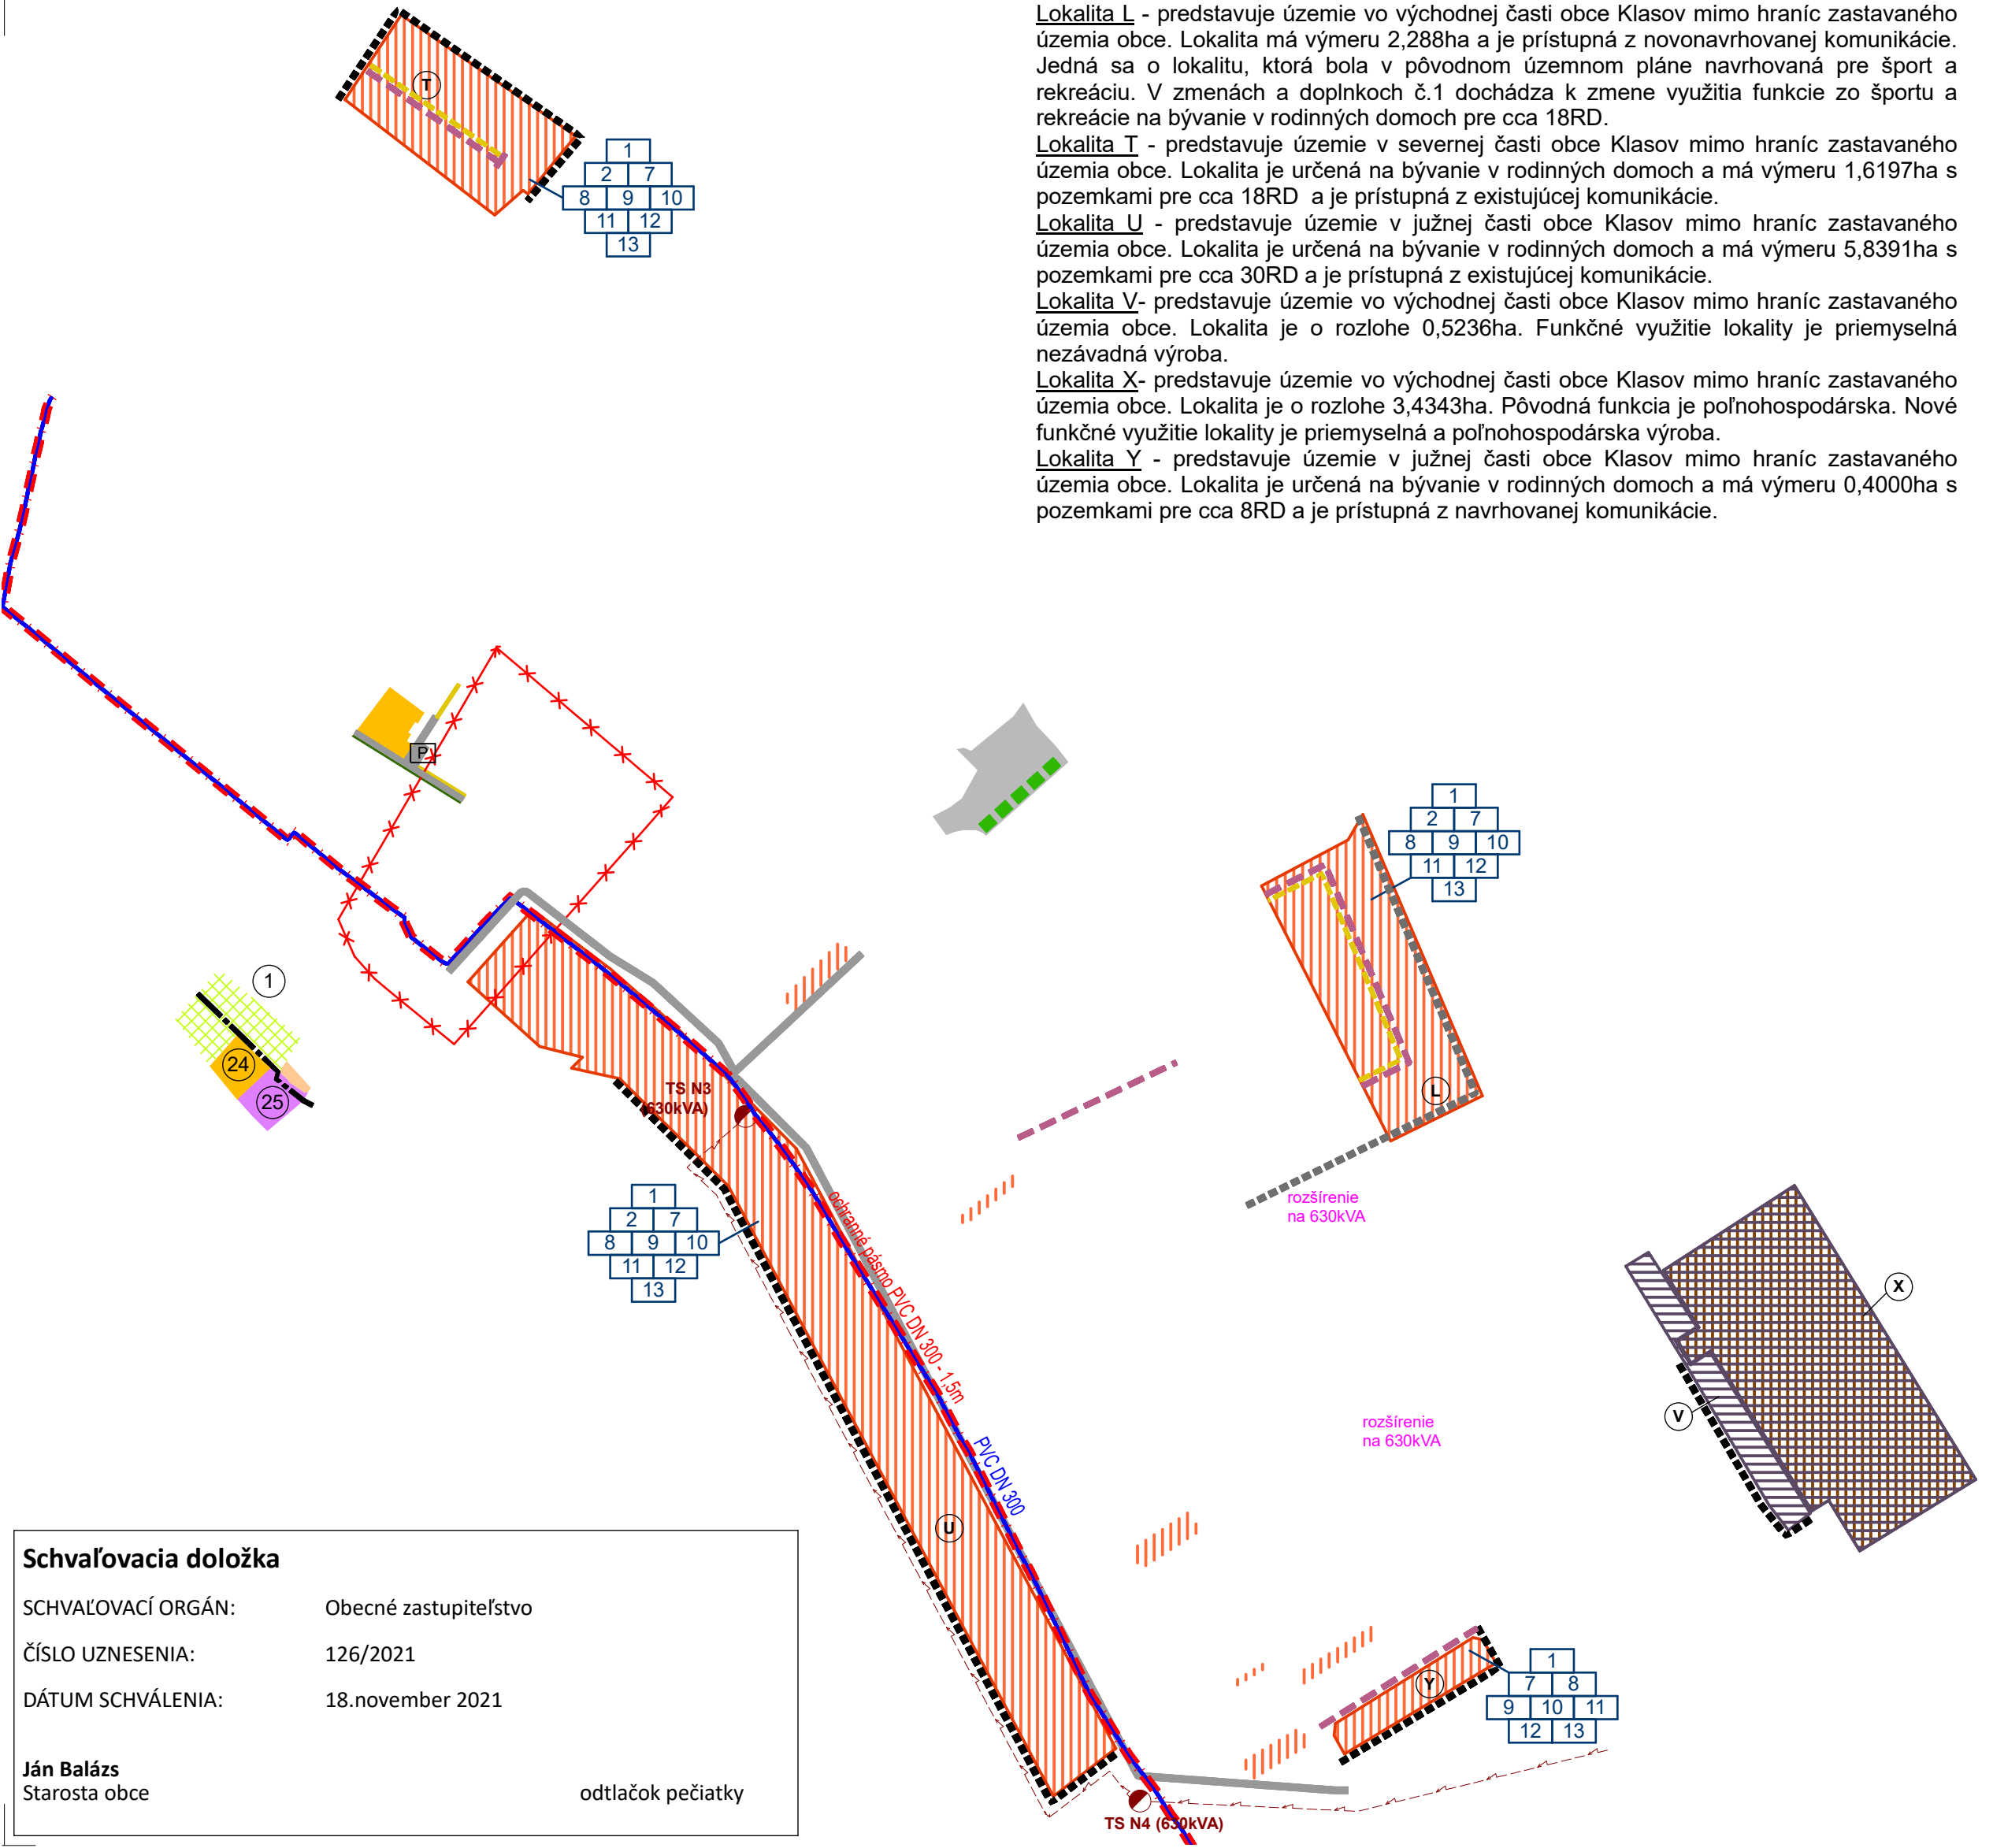 Lokalita L - predstavuje územie vo východnej časti obce Klasov mimo hraníc zastavaného
územia obce. Lokalita má výmeru 2,288ha a je prístupná z novonavrhovanej komunikácie.
Jedná sa o lokalitu, ktorá bola v pôvodnom územnom pláne navrhovaná pre šport a
rekreáciu. V zmenách a doplnkoch č.1 dochádza k zmene využitia funkcie zo športu a
rekreácie na bývanie v rodinných domoch pre cca 18RD.
Lokalita T - predstavuje územie v severnej časti obce Klasov mimo hraníc zastavaného
územia obce. Lokalita je určená na bývanie v rodinných domoch a má výmeru 1,6197ha s
pozemkami pre cca 18RD a je prístupná z existujúcej komunikácie.
Lokalita U - predstavuje územie v južnej časti obce Klasov mimo hraníc zastavaného
územia obce. Lokalita je určená na bývanie v rodinných domoch a má výmeru 5,8391ha s
pozemkami pre cca 30RD a je prístupná z existujúcej komunikácie.
Lokalita V- predstavuje územie vo východnej časti obce Klasov mimo hraníc zastavaného
územia obce. Lokalita je o rozlohe 0,5236ha. Funkčné využitie lokality je priemyselná
nezávadná výroba.
Lokalita X- predstavuje územie vo východnej časti obce Klasov mimo hraníc zastavaného
územia obce. Lokalita je o rozlohe 3,4343ha. Pôvodná funkcia je poľnohospodárska. Nové
funkčné využitie lokality je priemyselná a poľnohospodárska výroba.
Lokalita Y - predstavuje územie v južnej časti obce Klasov mimo hraníc zastavaného
územia obce. Lokalita je určená na bývanie v rodinných domoch a má výmeru 0,4000ha s
pozemkami pre cca 8RD a je prístupná z navrhovanej komunikácie.
T
1
2 7
8 9 10
11 12
13
P
1
2 7
8 9 10
11 12
13
L
1
24
25
TS N3
(630kVA)
1
2 7
8 9 10
11 12
13
ochranné pásmo PVC DN 300 - 1,5m
PVC DN 300
rozšírenie
na 630kVA
X
V
rozšírenie
na 630kVA
U
Y
1
7 8
9 10 11
12 13
TS N4 (630kVA)
Schvaľovacia doložka
SCHVAĽOVACÍ ORGÁN: Obecné zastupiteľstvo
ČÍSLO UZNESENIA: 126/2021
DÁTUM SCHVÁLENIA: 18.november 2021
Ján Balázs
Starosta obce odtlačok pečiatky